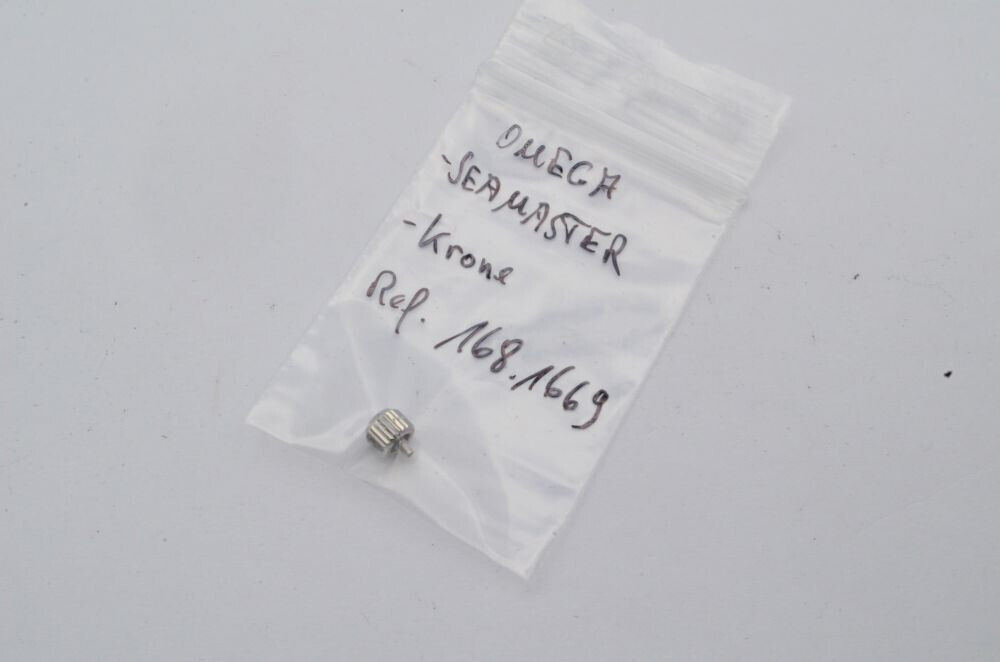 OMEGA
-SEAMASTER
-Krone
Ref. 168.1669